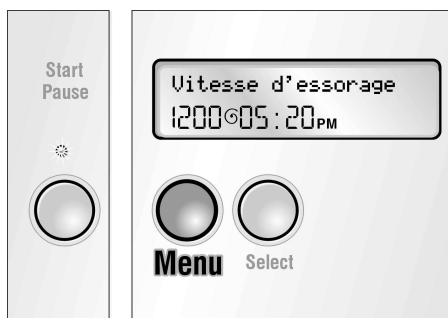 Start
Pause
Vitesse d'essorage
1200 05:20PM
Menu
Select